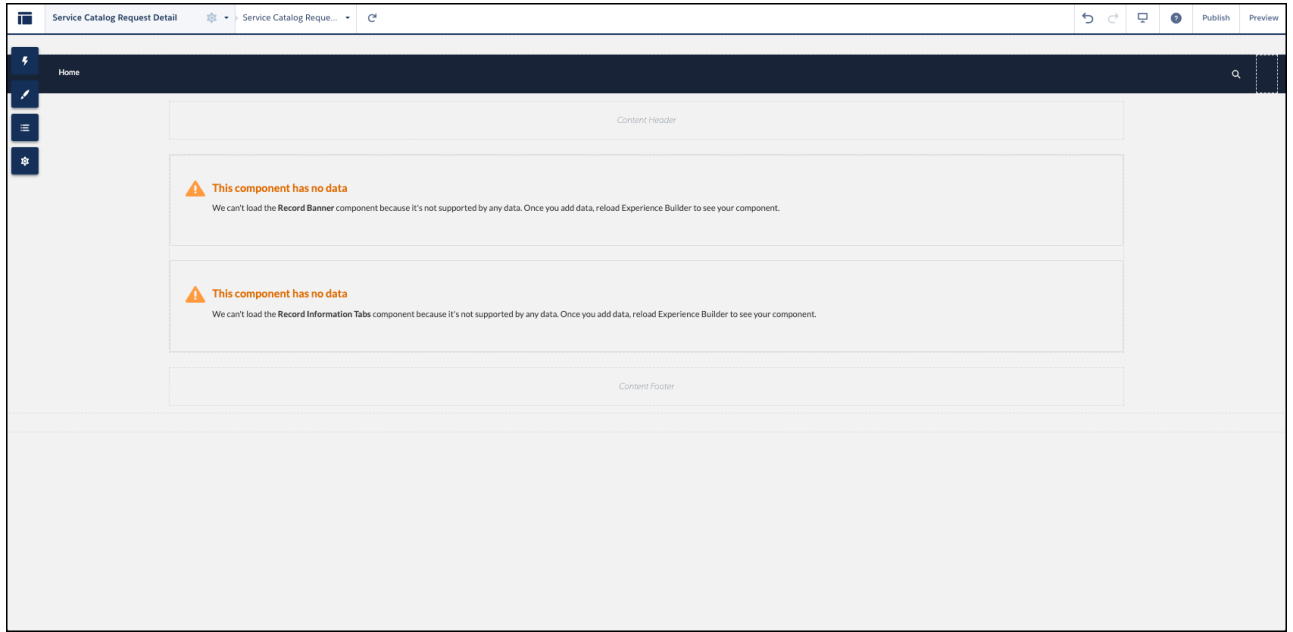 Service Catalog Request Detail
Service Catalog Reque...
?
Publish
Preview
Home
Content Header
This component has no data
We can't load the Record Banner component because it's not supported by any data. Once you add data, reload Experience Builder to see your component.
This component has no data
We can't load the Record Information Tabs component because it's not supported by any data. Once you add data, reload Experience Builder to see your component.
Content Footer